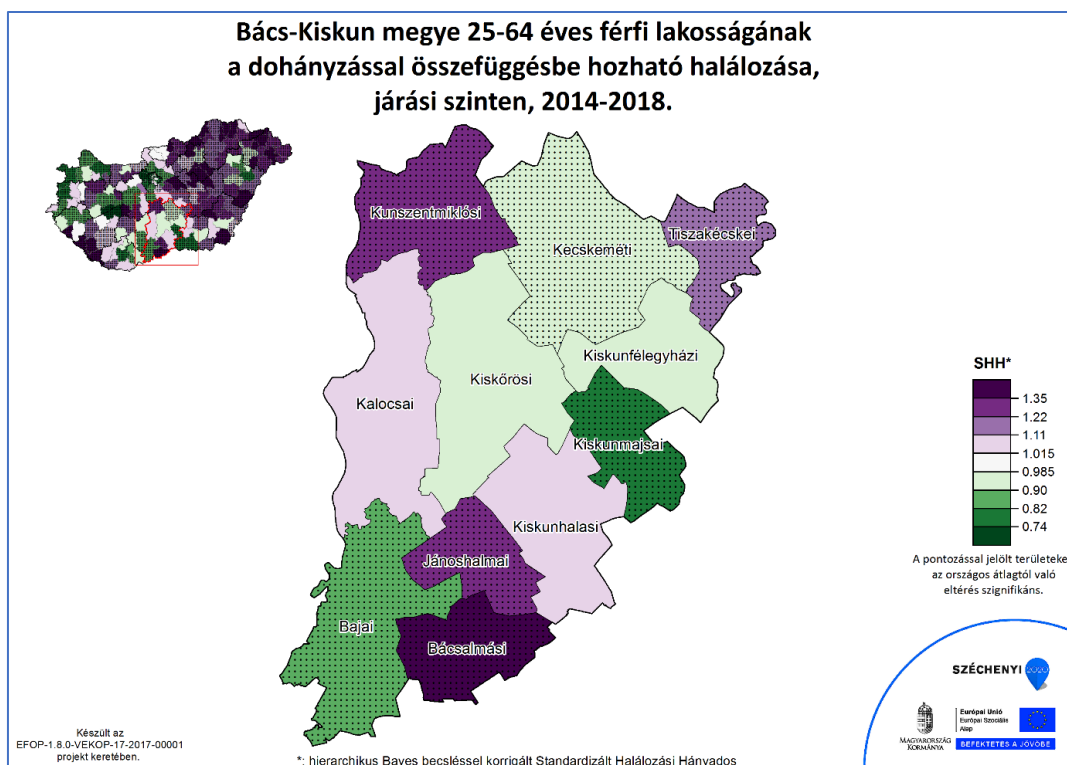 Bács-Kiskun megye 25-64 éves férfi lakosságának
a dohányzással összefüggésbe hozható halálozása,
járási szinten, 2014-2018.
Kunszentmiklósi
Kecskeméti
Tiszakécskei
Kiskunfélegyházi
Kiskőrösi
Kalocsai
Kiskunmajsai
Kiskunhalasi
Jánoshalmai
Bajai
Bácsalmási
SHH*
1.35
1.22
1.11
1.015
0.985
0.90
0.82
0.74
A pontozással jelölt területeke
az országos átlagtól való
eltérés szignifikáns.
SZÉCHENYI 2020
MAGYARORSZÁG
KORMÁNYA
Európai Unió
Európai Szociális
Alap
BEFEKTETÉS A JÖVŐBE
Készült az
EFOP-1.8.0-VEKOP-17-2017-00001
projekt keretében.
*: hierarchikus Bayes becsléssel korrigált Standardizált Halálozási Hányados